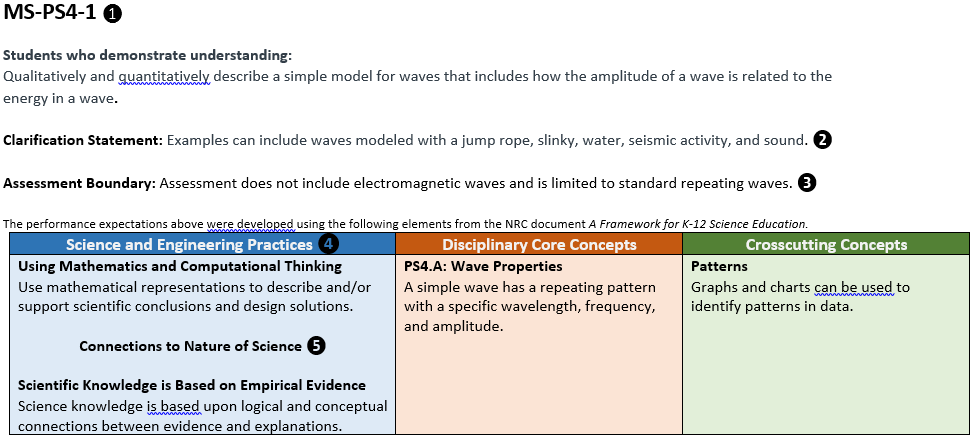 MS-PS4-1 ❶
Students who demonstrate understanding:
Qualitatively and quantitatively describe a simple model for waves that includes how the amplitude of a wave is related to the
energy in a wave.
Clarification Statement: Examples can include waves modeled with a jump rope, slinky, water, seismic activity, and sound. ❷
Assessment Boundary: Assessment does not include electromagnetic waves and is limited to standard repeating waves. ❸
The performance expectations above were developed using the following elements from the NRC document A Framework for K-12 Science Education.
Science and Engineering Practices ❹
Using Mathematics and Computational Thinking
Use mathematical representations to describe and/or
support scientific conclusions and design solutions.
Connections to Nature of Science ❺
Scientific Knowledge is Based on Empirical Evidence
Science knowledge is based upon logical and conceptual
connections between evidence and explanations.
Disciplinary Core Concepts
PS4.A: Wave Properties
A simple wave has a repeating pattern
with a specific wavelength, frequency,
and amplitude.
Crosscutting Concepts
Patterns
Graphs and charts can be used to
identify patterns in data.